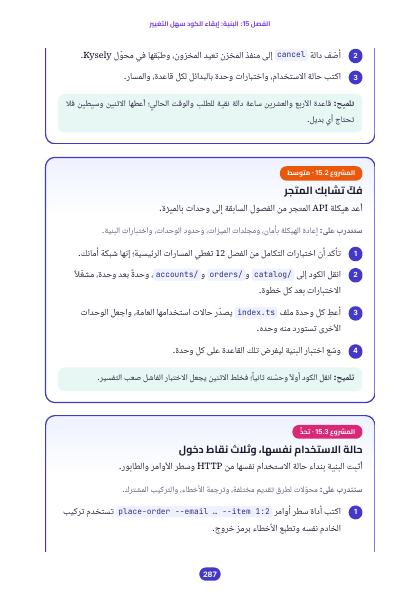 الفصل 15: البنية: إبقاء الكود سهل التغيير
2 أضف دالة cancel إلى منفذ المخزن تعيد المخزون، وطبّقها في محوّل Kysely.
3 اكتب حالة الاستخدام، واختبارات وحدة بالبدائل لكل قاعدة، والمسار.
تلميح: قاعدة الأربع والعشرين ساعة دالة نقية للطلب والوقت الحالي؛ أعطها الاثنين وسيطين فلا
تحتاج أي بديل.
المشروع 15.2 · متوسط
فكّ تشابك المتجر
أعد هيكلة API المتجر من الفصول السابقة إلى وحدات بالميزة.
ستتدرب على: إعادة الهيكلة بأمان، ومجلدات الميزات، وحدود الوحدات، واختبارات البنية.
1 تأكد أن اختبارات التكامل من الفصل 12 تغطي المسارات الرئيسية؛ إنها شبكة أمانك.
2 انقل الكود إلى catalog/ و orders/ و accounts/، وحدةً بعد وحدة، مشغّلاً
الاختبارات بعد كل خطوة.
3 أعطِ كل وحدة ملف index.ts يصدّر حالات استخدامها العامة، واجعل الوحدات
الأخرى تستورد منه وحده.
4 وسّع اختبار البنية ليفرض تلك القاعدة على كل وحدة.
تلميح: انقل الكود أولاً وحسّنه ثانياً؛ فخلط الاثنين يجعل الاختبار الفاشل صعب التفسير.
المشروع 15.3 · تحدٍّ
حالة الاستخدام نفسها، وثلاث نقاط دخول
أثبت البنية بنداء حالة الاستخدام نفسها من HTTP وسطر الأوامر والطابور.
ستتدرب على: محوّلات لطرق تقديم مختلفة، وترجمة الأخطاء، والتركيب المشترك.
1 اكتب أداة سطر أوامر place-order --email … --item 1:2 تستخدم تركيب
الخادم نفسه وتطبع الأخطاء برمز خروج.
287